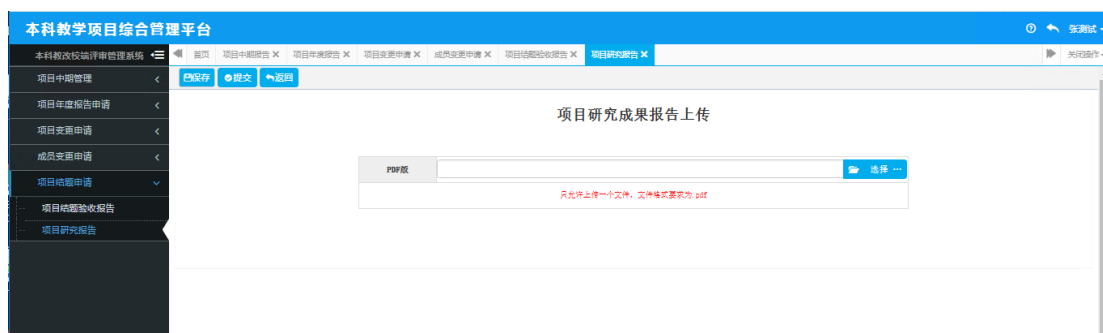 本科教学项目综合管理平台
张测试
本科教改校端评审管理系统
首页 项目中期报告 X 项目年度报告 X 项目变更申请 X 成员变更申请 X 项目结题验收报告 X 项目研究报告 X
关闭操作
项目中期管理
保存 提交 返回
项目年度报告申请
项目研究成果报告上传
项目变更申请
成员变更申请
PDF版 选择 …
项目结题申请
只允许上传一个文件，文件格式要求为.pdf
项目结题验收报告
项目研究报告